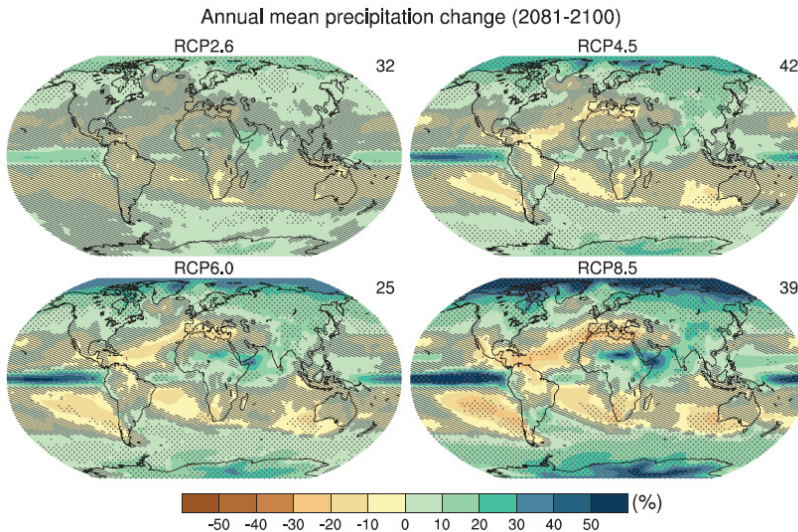 Annual mean precipitation change (2081-2100)
RCP2.6
32
RCP4.5
42
RCP6.0
25
RCP8.5
39
(%)
-50 -40 -30 -20 -10 0 10 20 30 40 50